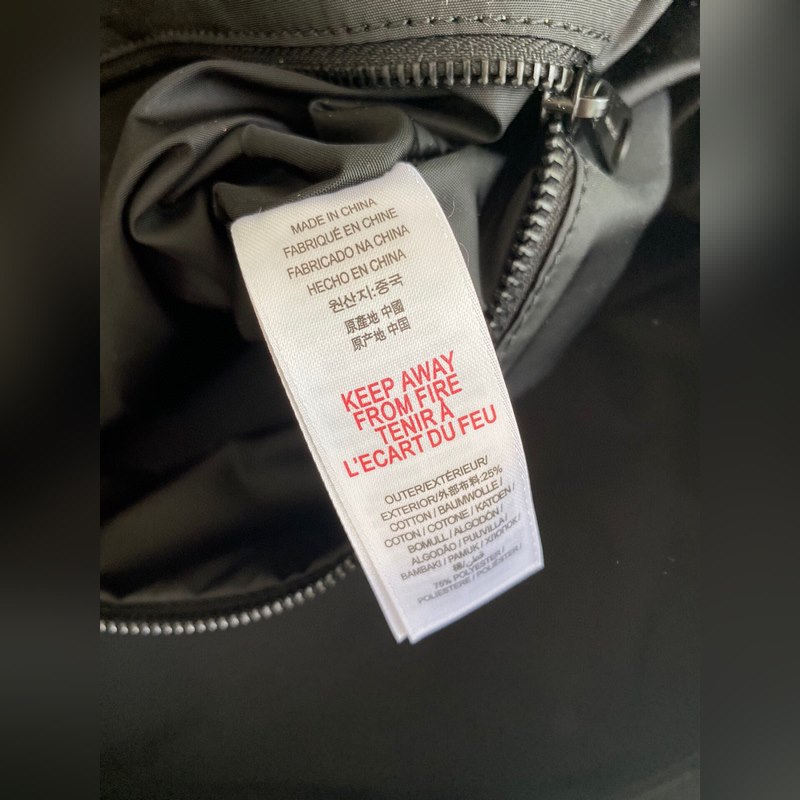 MADE IN CHINA
FABRIQUÉ EN CHINE
FABRICADO NA CHINA
HECHO EN CHINA
원산지:중국
原產地 中國
原产地 中国
KEEP AWAY
FROM FIRE
TENIR À
L'ECART DU FEU
OUTER/EXTÉRIEUR/
EXTERIOR/外部布料:25%
COTTON / BAUMWOLLE /
COTON / COTONE / KATOEN /
BOMULL / ALGODÓN /
ALGODÃO / PUUVILLA /
BAMBAKI / PAMUK / ХЛОПОК /
棉/
75% POLYESTER /
POLIESTERE / POLIÉSTER /